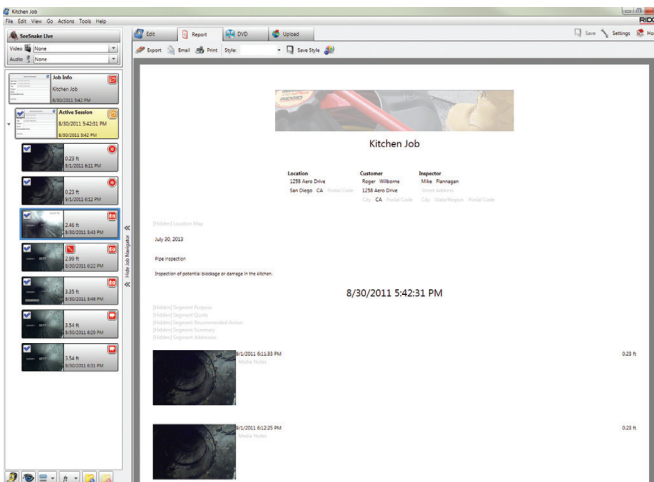 Kitchen Job
File Edit View Go Actions Tools Help
RIDG
SeeSnake Live
Video None
Audio None
Edit Report DVD Upload
Save Settings Ho
Export Email Print Style: Save Style
Job Info
Kitchen Job
8/30/2011 5:42 PM
Active Session
8/30/2011 5:42:31 PM
8/30/2011 5:42 PM
0.23 ft
9/1/2011 6:11 PM
0.23 ft
9/1/2011 6:12 PM
2.46 ft
8/30/2011 5:45 PM
2.99 ft
8/30/2011 6:22 PM
3.35 ft
8/30/2011 5:46 PM
3.54 ft
8/30/2011 6:25 PM
3.54 ft
8/30/2011 6:31 PM
Hide Job Navigator
Kitchen Job
Location Customer Inspector
1258 Aero Drive Roger Wilborne Mike Flannagan
San Diego CA Postal Code 1258 Aero Drive Street Address
City CA Postal Code City State/Region Postal Code
[Hidden] Location Map
July 30, 2013
Pipe Inspection
Inspection of potential blockage or damage in the kitchen.
8/30/2011 5:42:31 PM
[Hidden] Segment Purpose
[Hidden] Segment Quote
[Hidden] Segment Recommended Action
[Hidden] Segment Summary
[Hidden] Segment Addresses
9/1/2011 6:11:33 PM 0.23 ft
Media Notes
9/1/2011 6:12:25 PM 0.23 ft
Media Notes